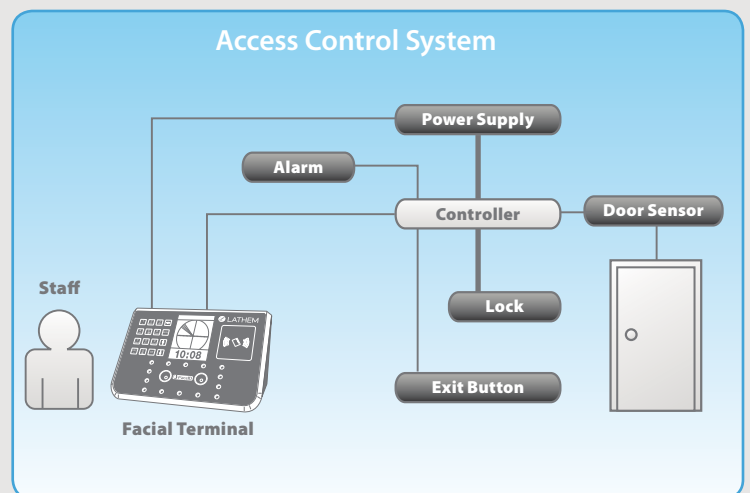 Access Control System
Power Supply
Alarm
Controller
Door Sensor
Staff
Lock
LATHEM
10:08
Exit Button
Facial Terminal